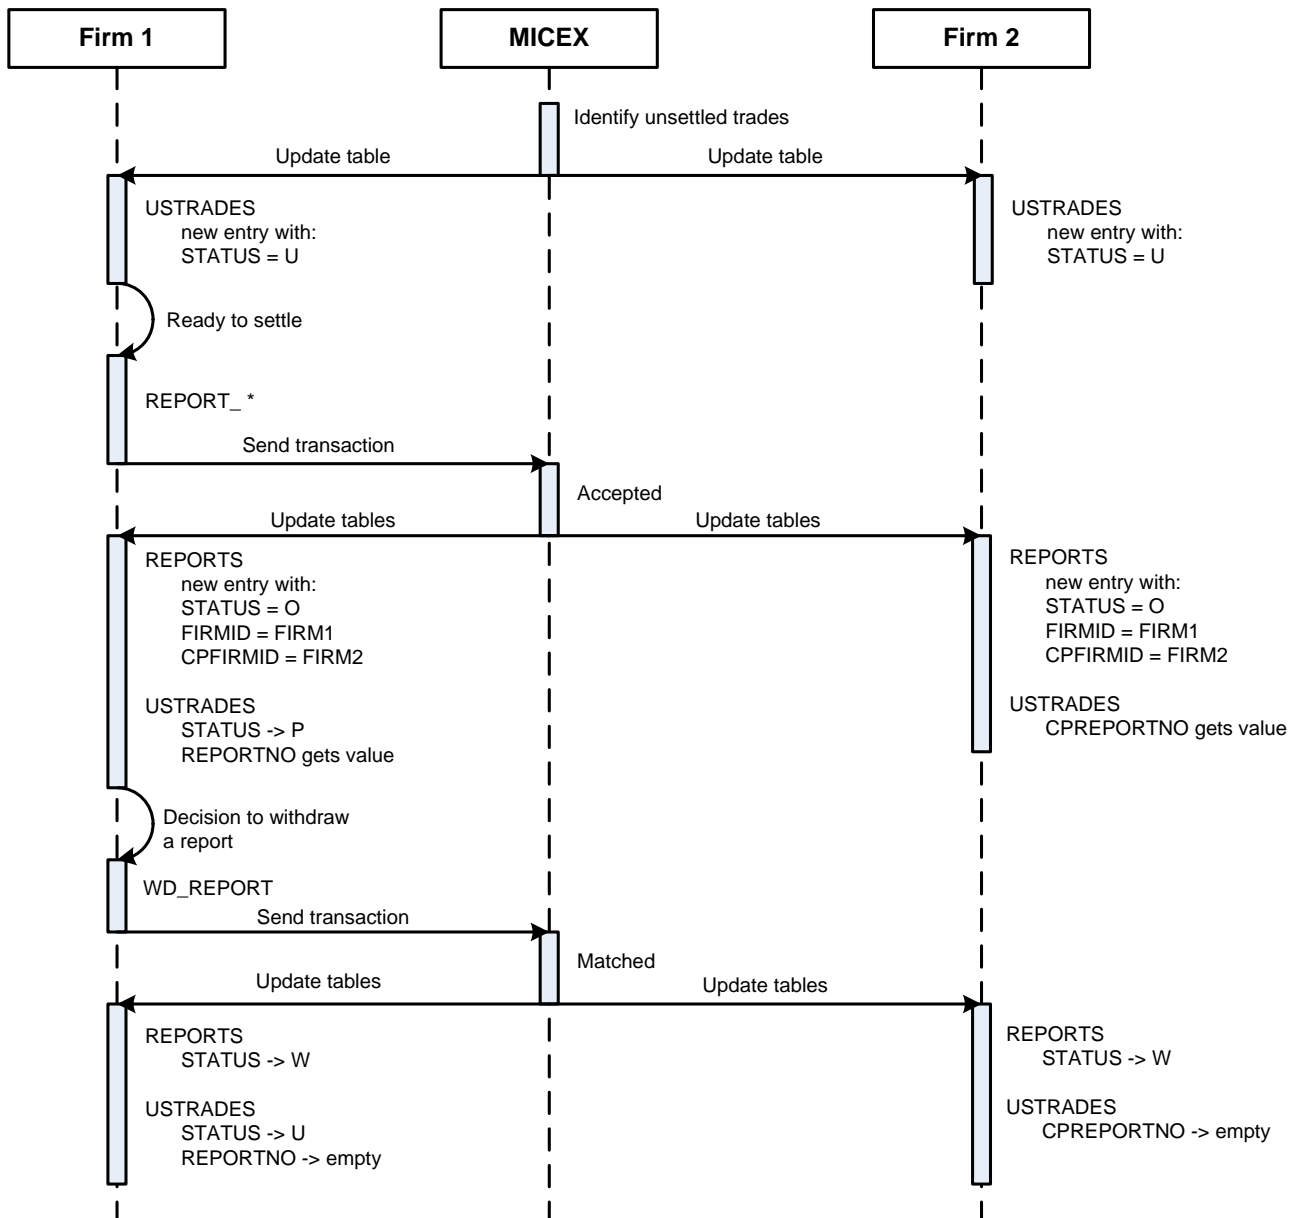 Firm 1
MICEX
Firm 2
Identify unsettled trades
Update table
Update table
USTRADES
new entry with:
STATUS = U
USTRADES
new entry with:
STATUS = U
Ready to settle
REPORT_ *
Send transaction
Accepted
Update tables
Update tables
REPORTS
new entry with:
STATUS = O
FIRMID = FIRM1
CPFIRMID = FIRM2
REPORTS
new entry with:
STATUS = O
FIRMID = FIRM1
CPFIRMID = FIRM2
USTRADES
STATUS -> P
REPORTNO gets value
USTRADES
CPREPORTNO gets value
Decision to withdraw
a report
WD_REPORT
Send transaction
Matched
Update tables
Update tables
REPORTS
STATUS -> W
REPORTS
STATUS -> W
USTRADES
STATUS -> U
REPORTNO -> empty
USTRADES
CPREPORTNO -> empty